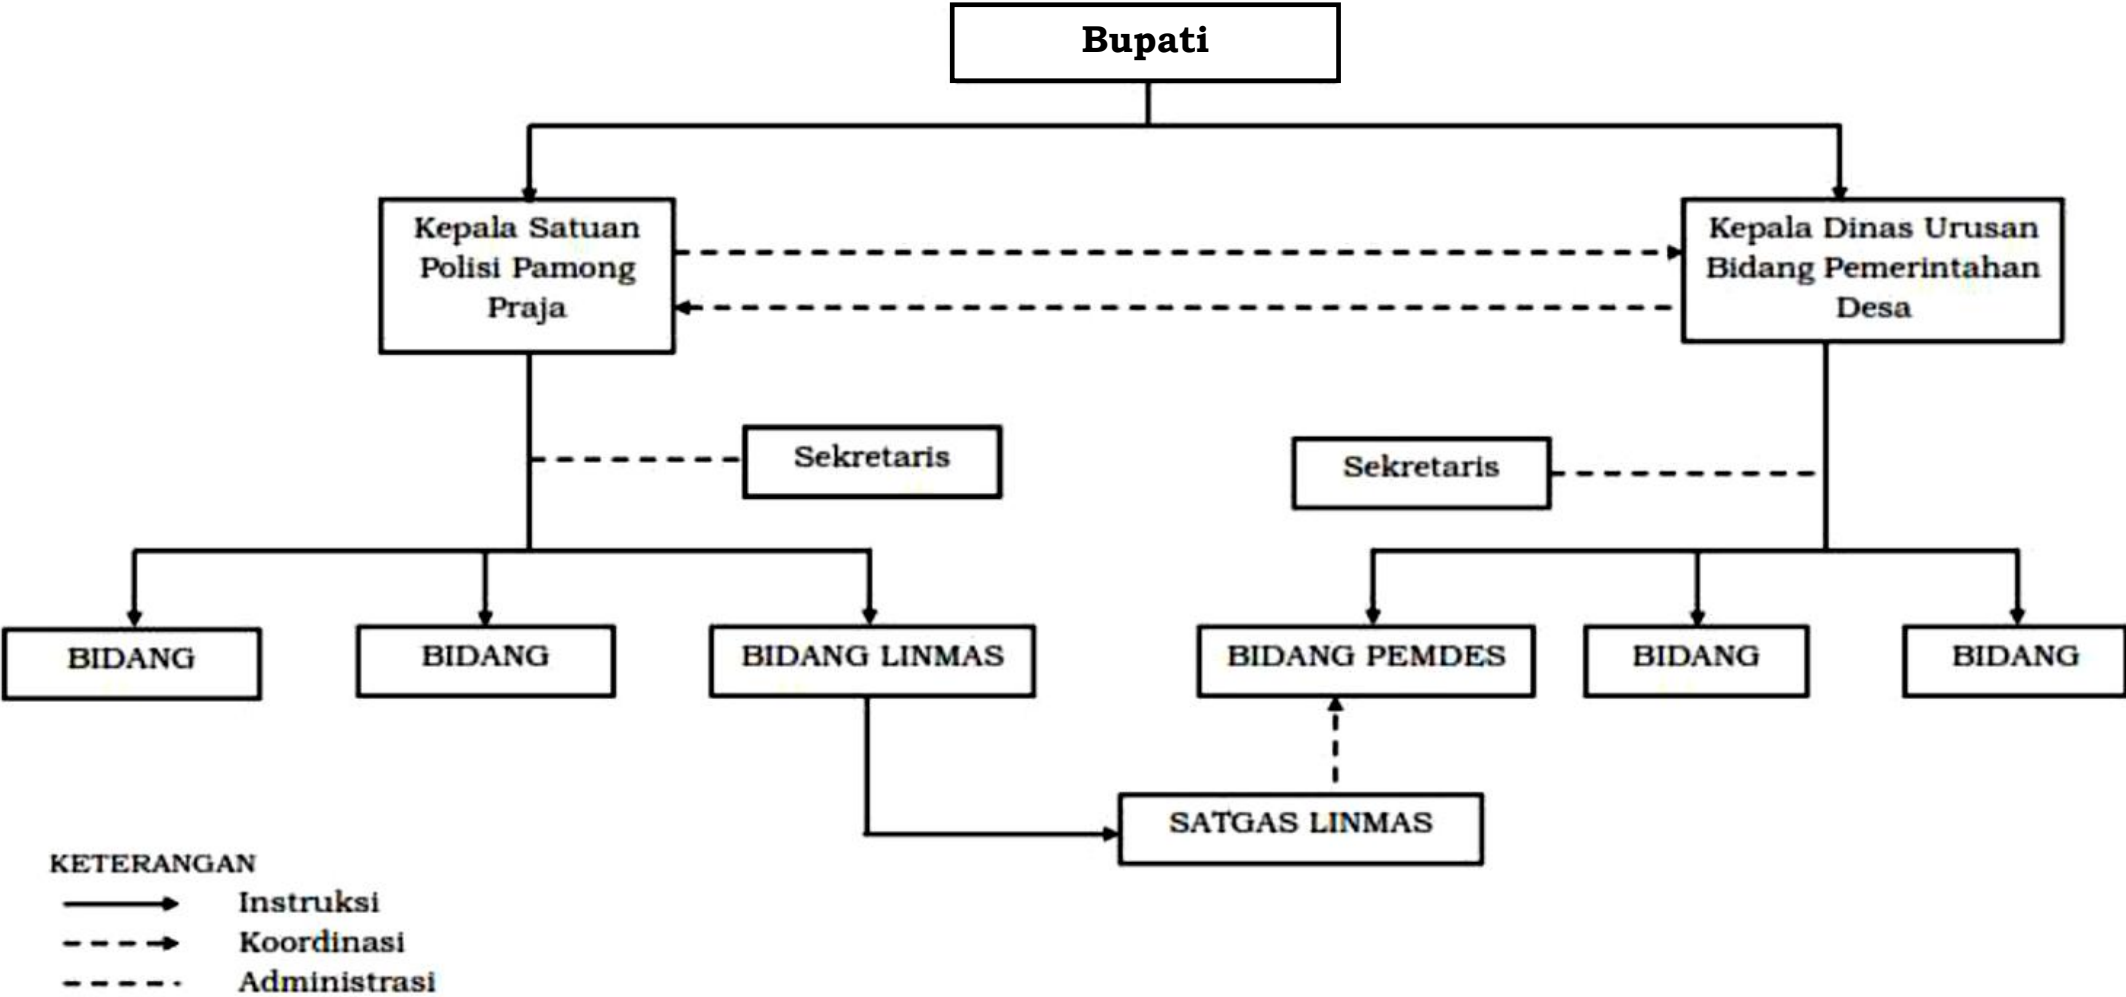 Bupati
Kepala Satuan
Polisi Pamong
Praja
Kepala Dinas Urusan
Bidang Pemerintahan
Desa
Sekretaris
Sekretaris
BIDANG
BIDANG
BIDANG LINMAS
BIDANG PEMDES
BIDANG
BIDANG
SATGAS LINMAS
KETERANGAN
Instruksi
Koordinasi
Administrasi